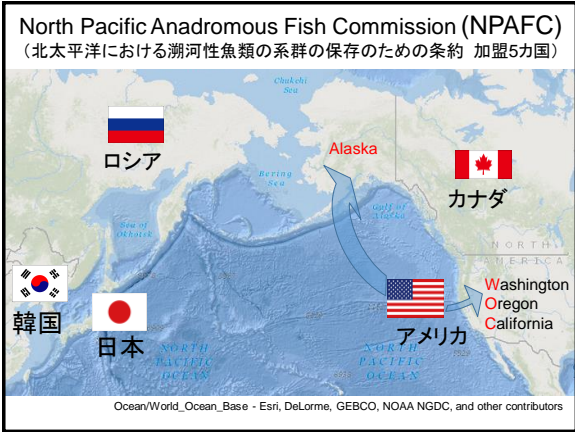 North Pacific Anadromous Fish Commission (NPAFC)
（北太平洋における溯河性魚類の系群の保存のための条約 加盟5カ国）
Chukchi
Sea
ロシア
Alaska
Bering
Sea
カナダ
Gulf of
Alaska
Sea of
Okhotsk
NORTH
AMERICA
韓国
日本
アメリカ
Washington
Oregon
California
NORTH
PACIFIC
OCEAN
NORTH
PACIFIC
OCEAN
Ocean/World_Ocean_Base - Esri, DeLorme, GEBCO, NOAA NGDC, and other contributors